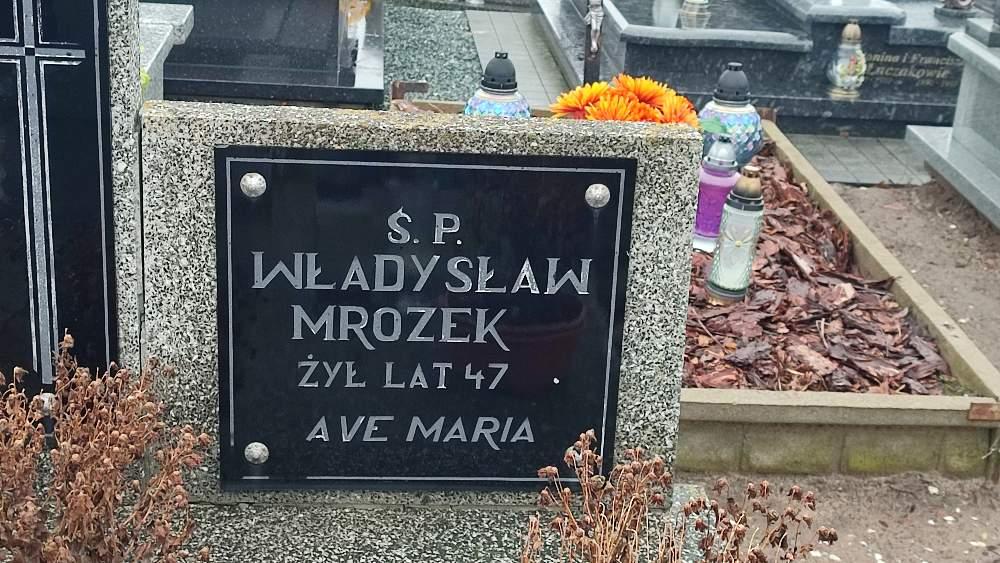 Ś. P.
WŁADYSŁAW
MROZEK
ŻYŁ LAT 47
AVE MARIA